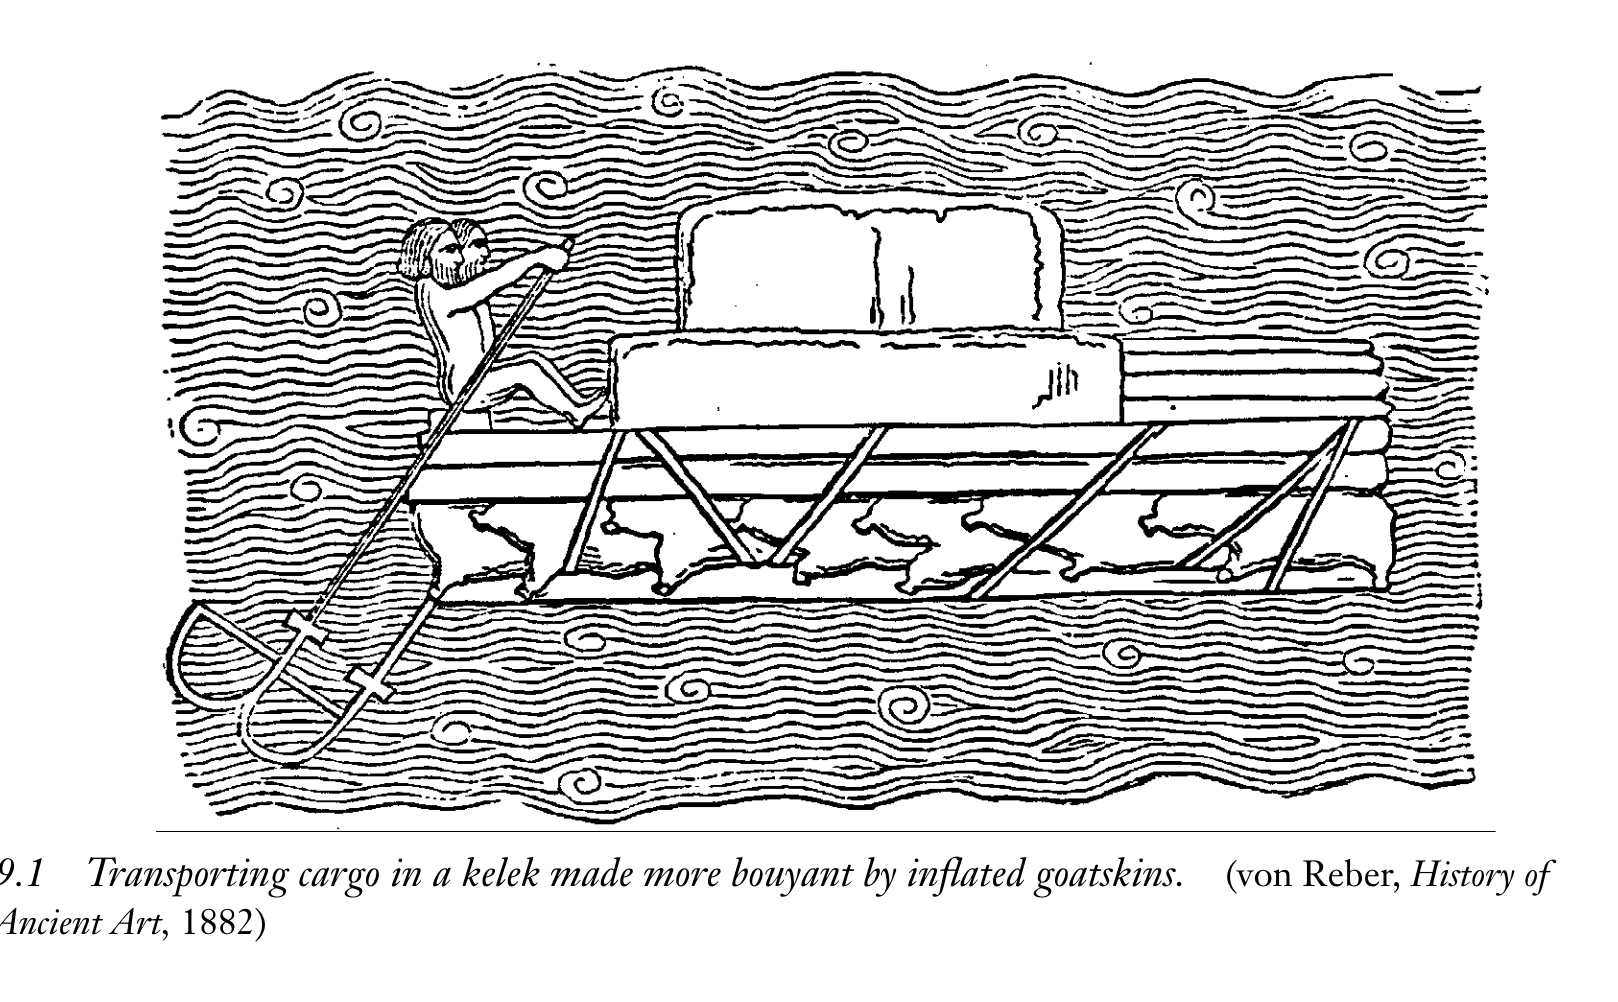 9.1 Transporting cargo in a kelek made more bouyant by inflated goatskins. (von Reber, History of
Ancient Art, 1882)